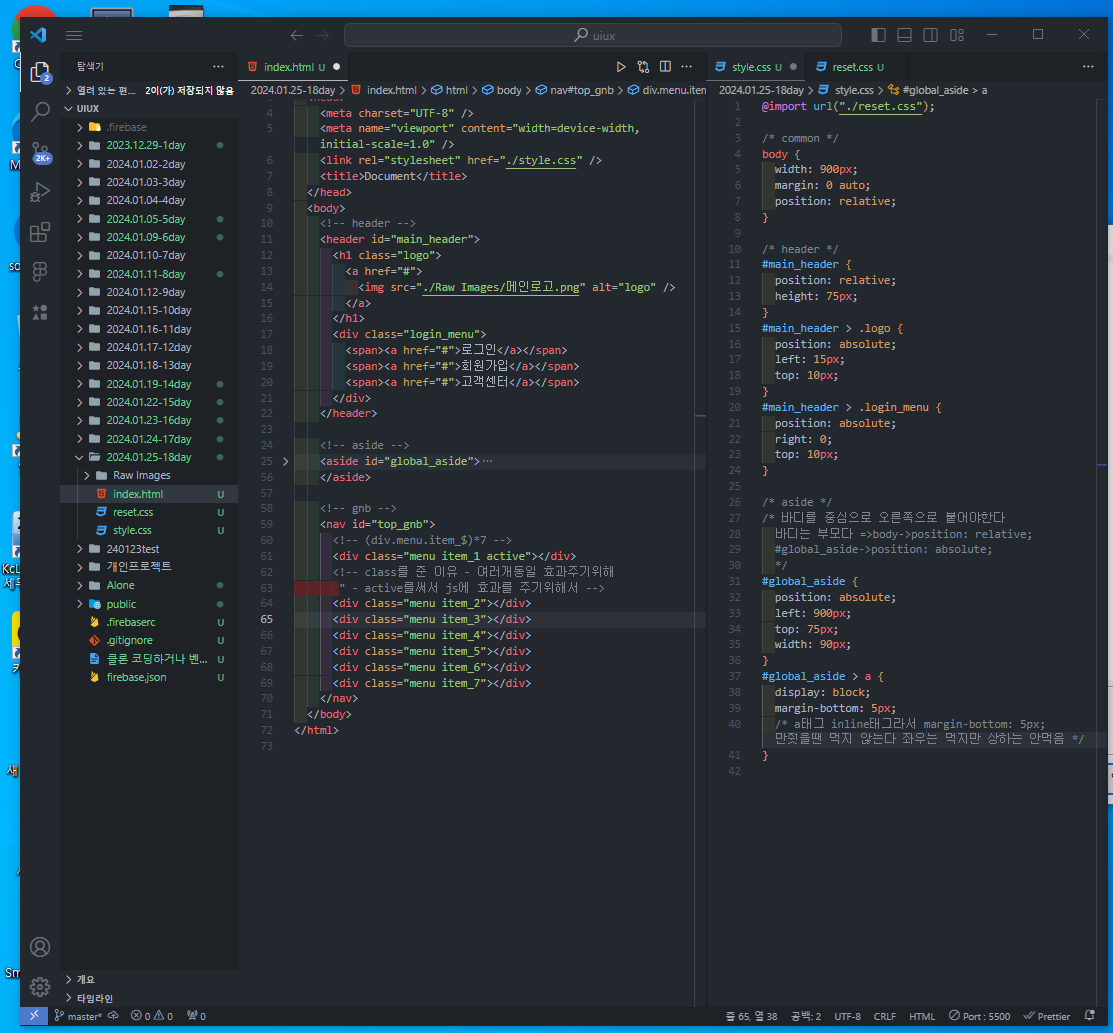 uiux
탐색기
열려 있는 편... 2이(가) 저장되지 않음
UIUX
.firebase
2023.12.29-1day
2024.01.02-2day
2024.01.03-3day
2024.01.04-4day
2024.01.05-5day
2024.01.09-6day
2024.01.10-7day
2024.01.11-8day
2024.01.12-9day
2024.01.15-10day
2024.01.16-11day
2024.01.17-12day
2024.01.18-13day
2024.01.19-14day
2024.01.22-15day
2024.01.23-16day
2024.01.24-17day
2024.01.25-18day
Raw Images
index.html U
reset.css U
style.css U
240123test
개인프로젝트
Alone
public
.firebaserc U
.gitignore U
클론 코딩하거나 벤... U
firebase.json U
개요
타임라인
2
2K+
index.html U
2024.01.25-18day > index.html > html > body > nav#top_gnb > div.menu.item
4 <meta charset="UTF-8" />
5 <meta name="viewport" content="width=device-width,
initial-scale=1.0" />
6 <link rel="stylesheet" href="./style.css" />
7 <title>Document</title>
8 </head>
9 <body>
10 <!-- header -->
11 <header id="main_header">
12 <h1 class="logo">
13 <a href="#">
14 <img src="./Raw Images/메인로고.png" alt="logo" />
15 </a>
16 </h1>
17 <div class="login_menu">
18 <span><a href="#">로그인</a></span>
19 <span><a href="#">회원가입</a></span>
20 <span><a href="#">고객센터</a></span>
21 </div>
22 </header>
23
24 <!-- aside -->
25 <aside id="global_aside">⋯
56 </aside>
57
58 <!-- gnb -->
59 <nav id="top_gnb">
60 <!-- (div.menu.item_$)*7 -->
61 <div class="menu item_1 active"></div>
62 <!-- class를 준 이유 - 여러개동일 효과주기위해
63 " - active를써서 js에 효과를 주기위해서 -->
64 <div class="menu item_2"></div>
65 <div class="menu item_3"></div>
66 <div class="menu item_4"></div>
67 <div class="menu item_5"></div>
68 <div class="menu item_6"></div>
69 <div class="menu item_7"></div>
70 </nav>
71 </body>
72 </html>
73
style.css U
reset.css U
2024.01.25-18day > style.css > #global_aside > a
1 @import url("./reset.css");
2
3 /* common */
4 body {
5 width: 900px;
6 margin: 0 auto;
7 position: relative;
8 }
9
10 /* header */
11 #main_header {
12 position: relative;
13 height: 75px;
14 }
15 #main_header > .logo {
16 position: absolute;
17 left: 15px;
18 top: 10px;
19 }
20 #main_header > .login_menu {
21 position: absolute;
22 right: 0;
23 top: 10px;
24 }
25
26 /* aside */
27 /* 바디를 중심으로 오른쪽으로 붙어야한다
28 바디는 부모다 =>body->position: relative;
29 #global_aside->position: absolute;
30 */
31 #global_aside {
32 position: absolute;
33 left: 900px;
34 top: 75px;
35 width: 90px;
36 }
37 #global_aside > a {
38 display: block;
39 margin-bottom: 5px;
40 /* a태그 inline태그라서 margin-bottom: 5px;
만줫을땐 먹지 않는다 좌우는 먹지만 상하는 안먹음 */
41 }
42
master* 0 0 0
줄 65, 열 38 공백: 2 UTF-8 CRLF HTML Port : 5500 Prettier